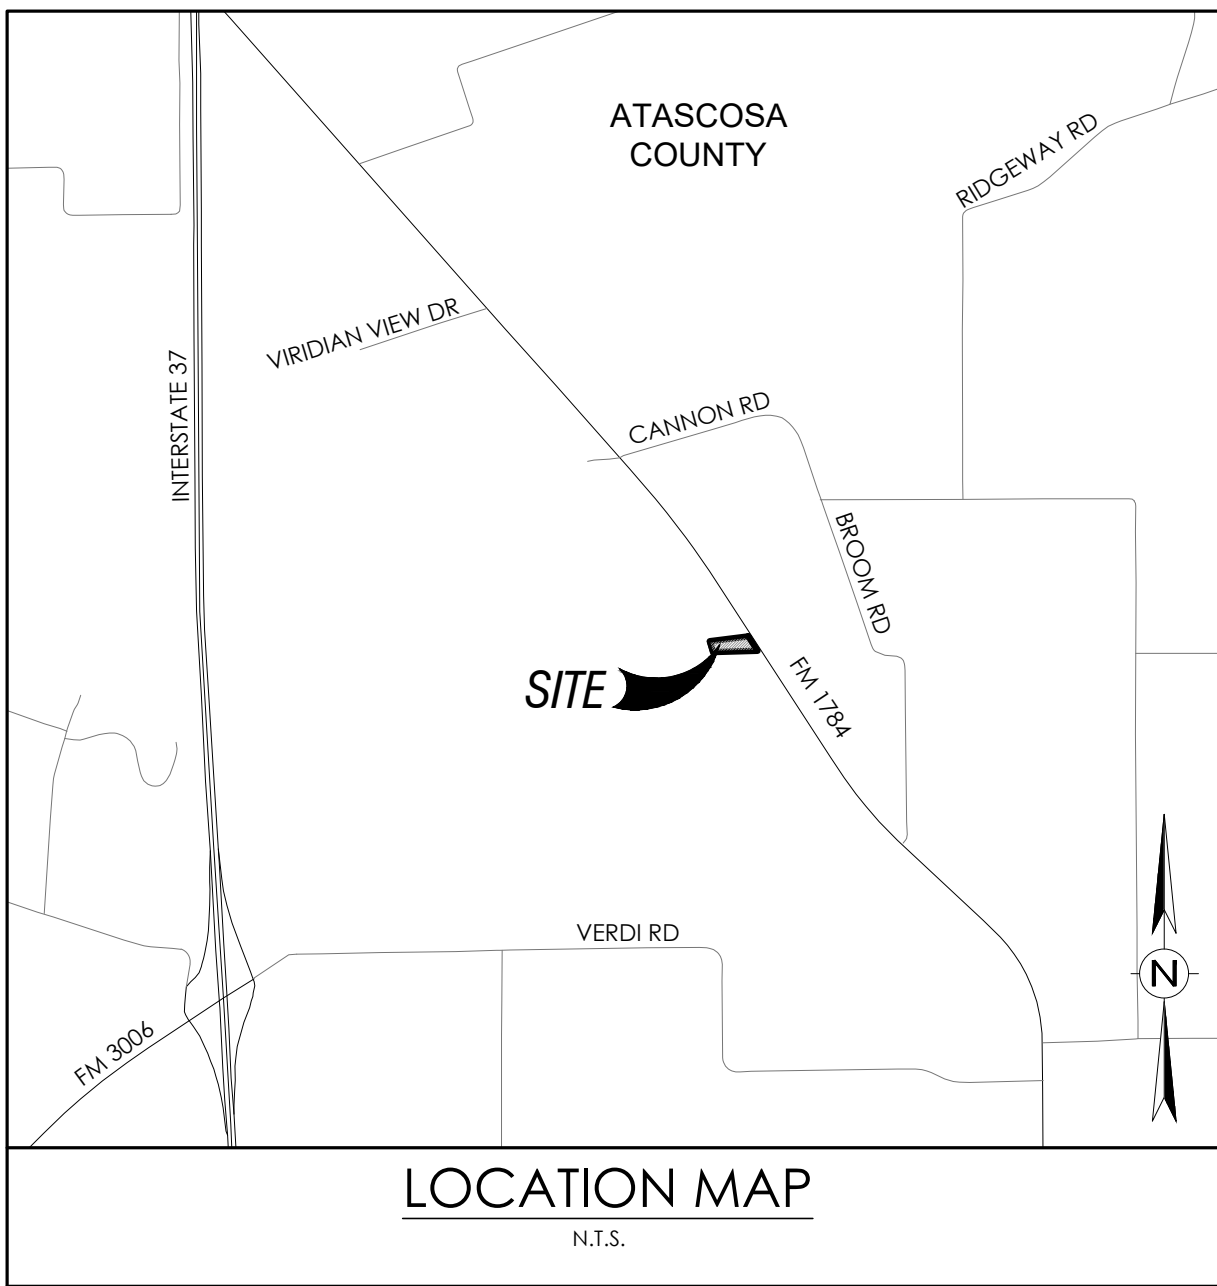 ATASCOSA
COUNTY
RIDGEWAY RD
VIRIDIAN VIEW DR
INTERSTATE 37
CANNON RD
BROOM RD
SITE
FM 1784
VERDI RD
N
FM 3006
LOCATION MAP
N.T.S.